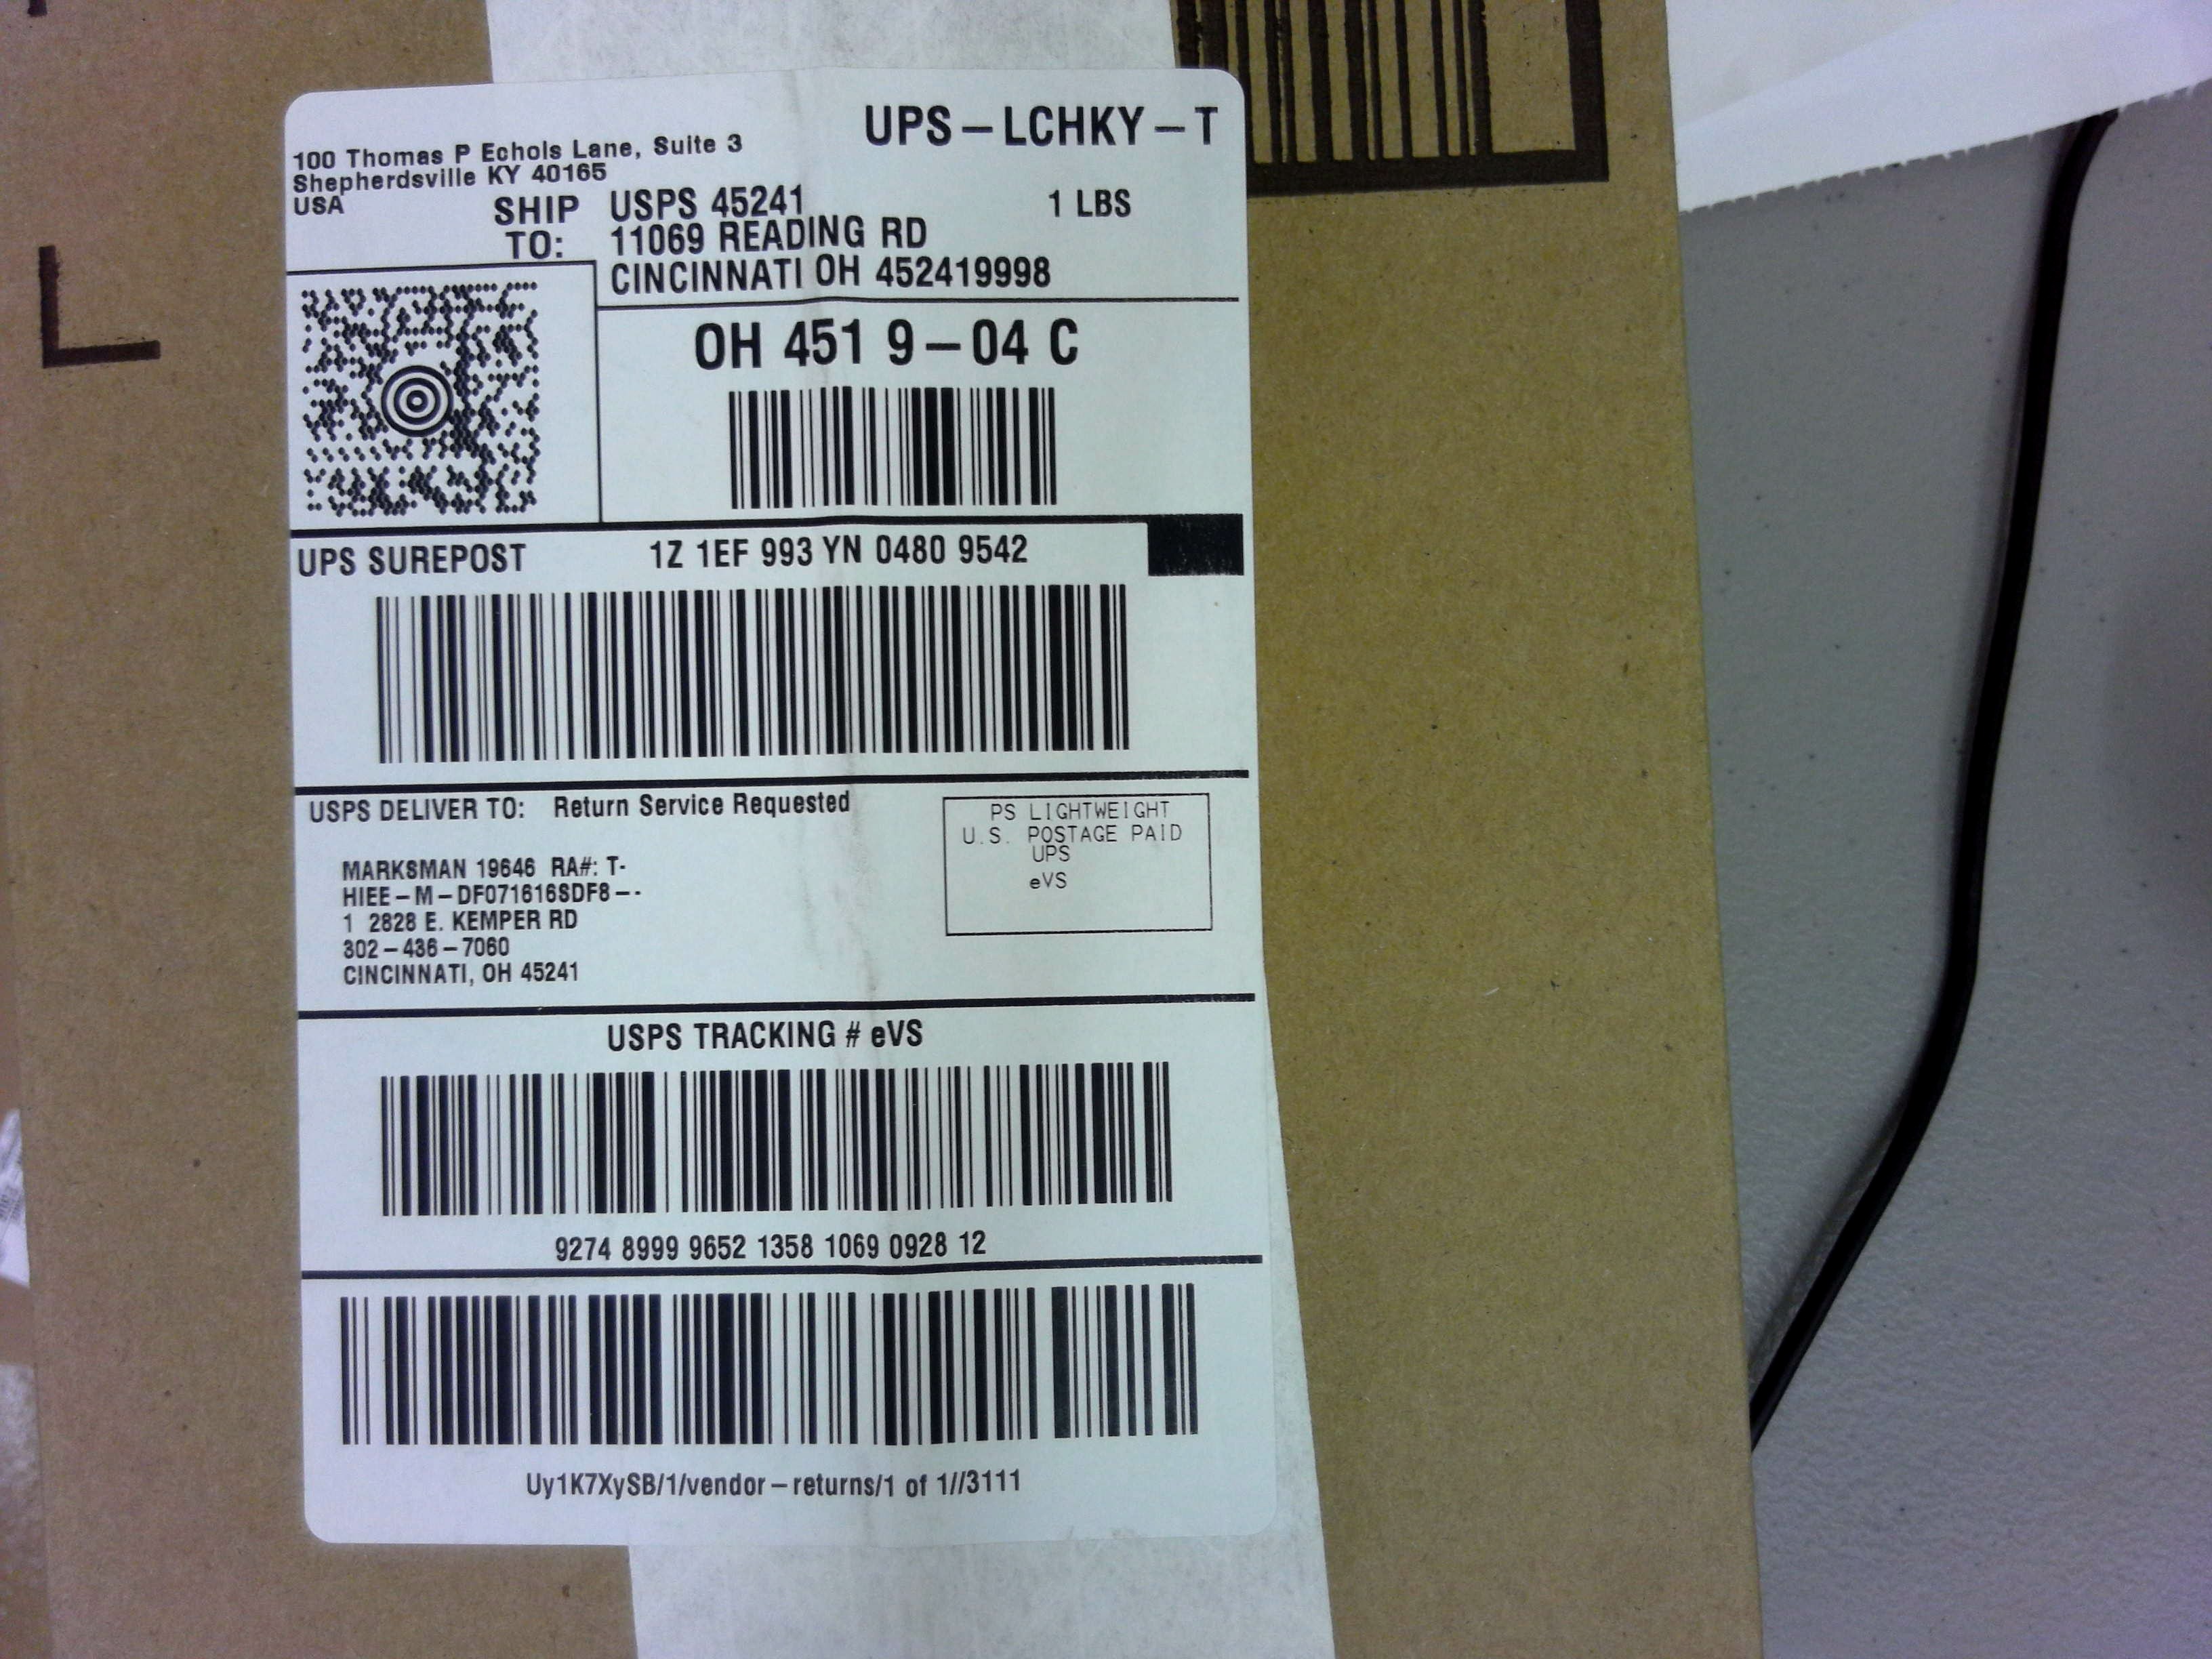 UPS – LCHKY – T
100 Thomas P Echols Lane, Suite 3
Shepherdsville KY 40165
USA
SHIP TO:
USPS 45241
1 LBS
11069 READING RD
CINCINNATI OH 452419998
OH 451 9 – 04 C
UPS SUREPOST
1Z 1EF 993 YN 0480 9542
USPS DELIVER TO: Return Service Requested
PS LIGHTWEIGHT
U.S. POSTAGE PAID
UPS
eVS
MARKSMAN 19646 RA#: T-
HIEE – M – DF071616SDF8 – -
1 2828 E. KEMPER RD
302 – 436 – 7060
CINCINNATI, OH 45241
USPS TRACKING # eVS
9274 8999 9652 1358 1069 0928 12
Uy1K7XySB/1/vendor – returns/1 of 1//3111